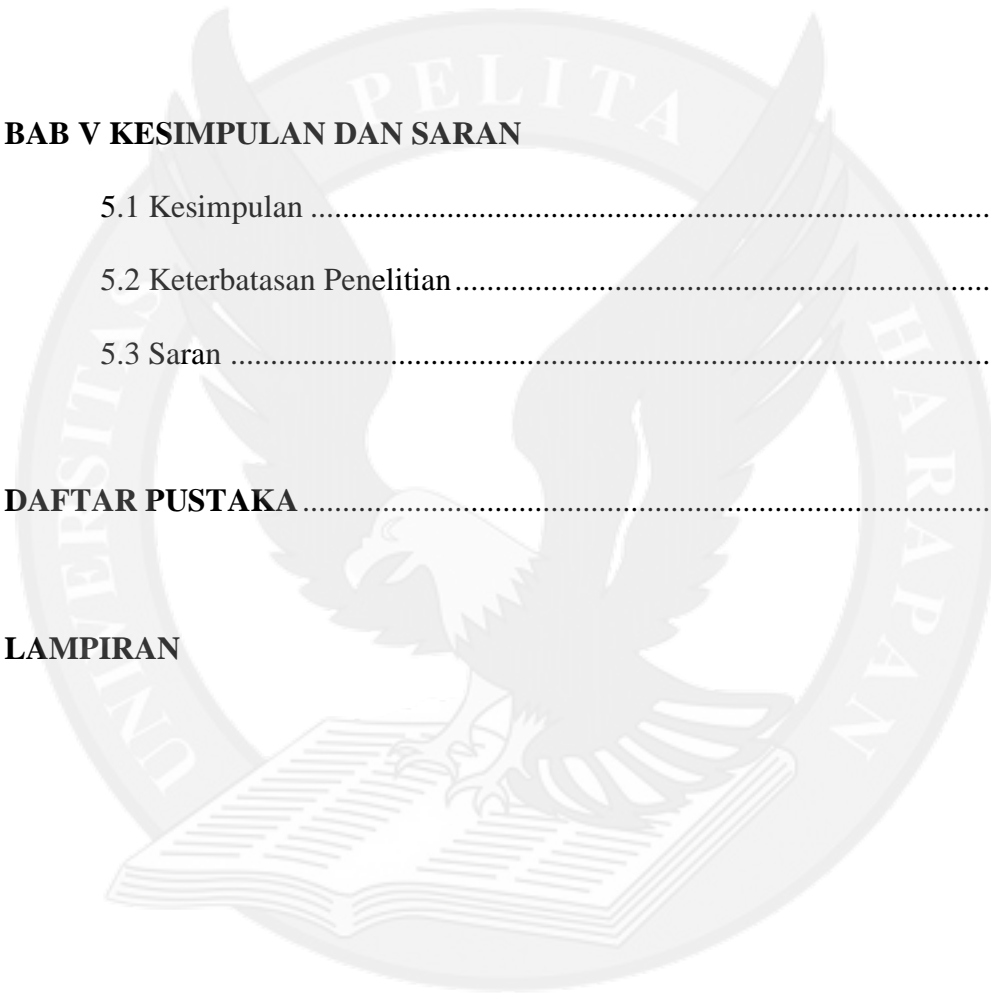 UNIVERSITAS PELITA HARAPAN
BAB V KESIMPULAN DAN SARAN
5.1 Kesimpulan ....................................................................................
5.2 Keterbatasan Penelitian..................................................................
5.3 Saran ..............................................................................................
DAFTAR PUSTAKA.....................................................................................
LAMPIRAN